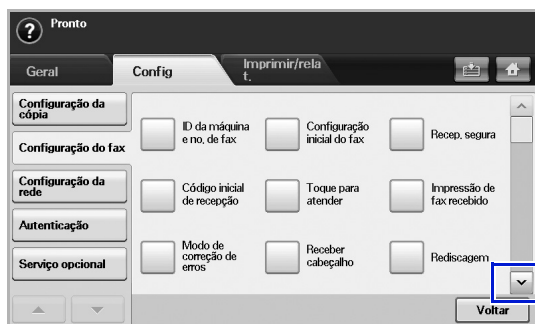 Pronto
Geral
Config
Imprimir/rela
t.
Configuração da
cópia
Configuração do fax
Configuração da
rede
Autenticação
Serviço opcional
ID da máquina
e no, de fax
Configuração
inicial do fax
Recep, segura
Código inicial
de recepção
Toque para
atender
Impressão de
fax recebido
Modo de
correção de
erros
Receber
cabeçalho
Rediscagem
Voltar